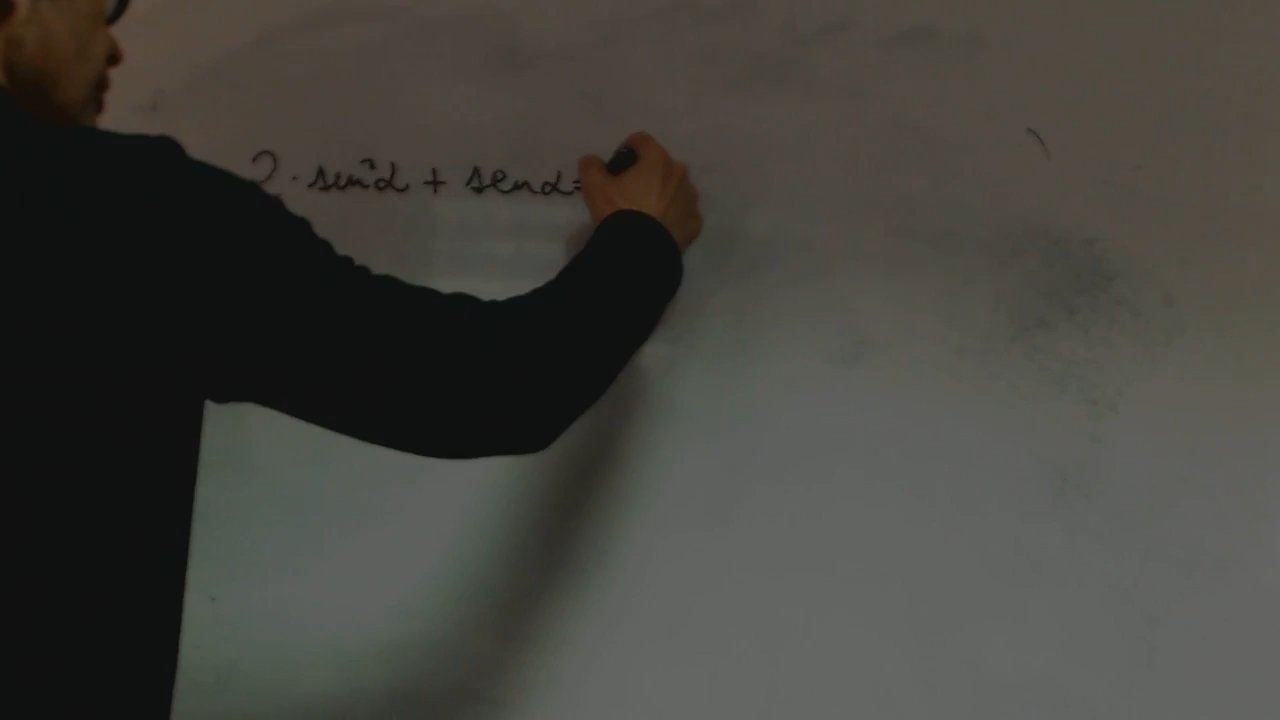 2 · sen²α + senα =